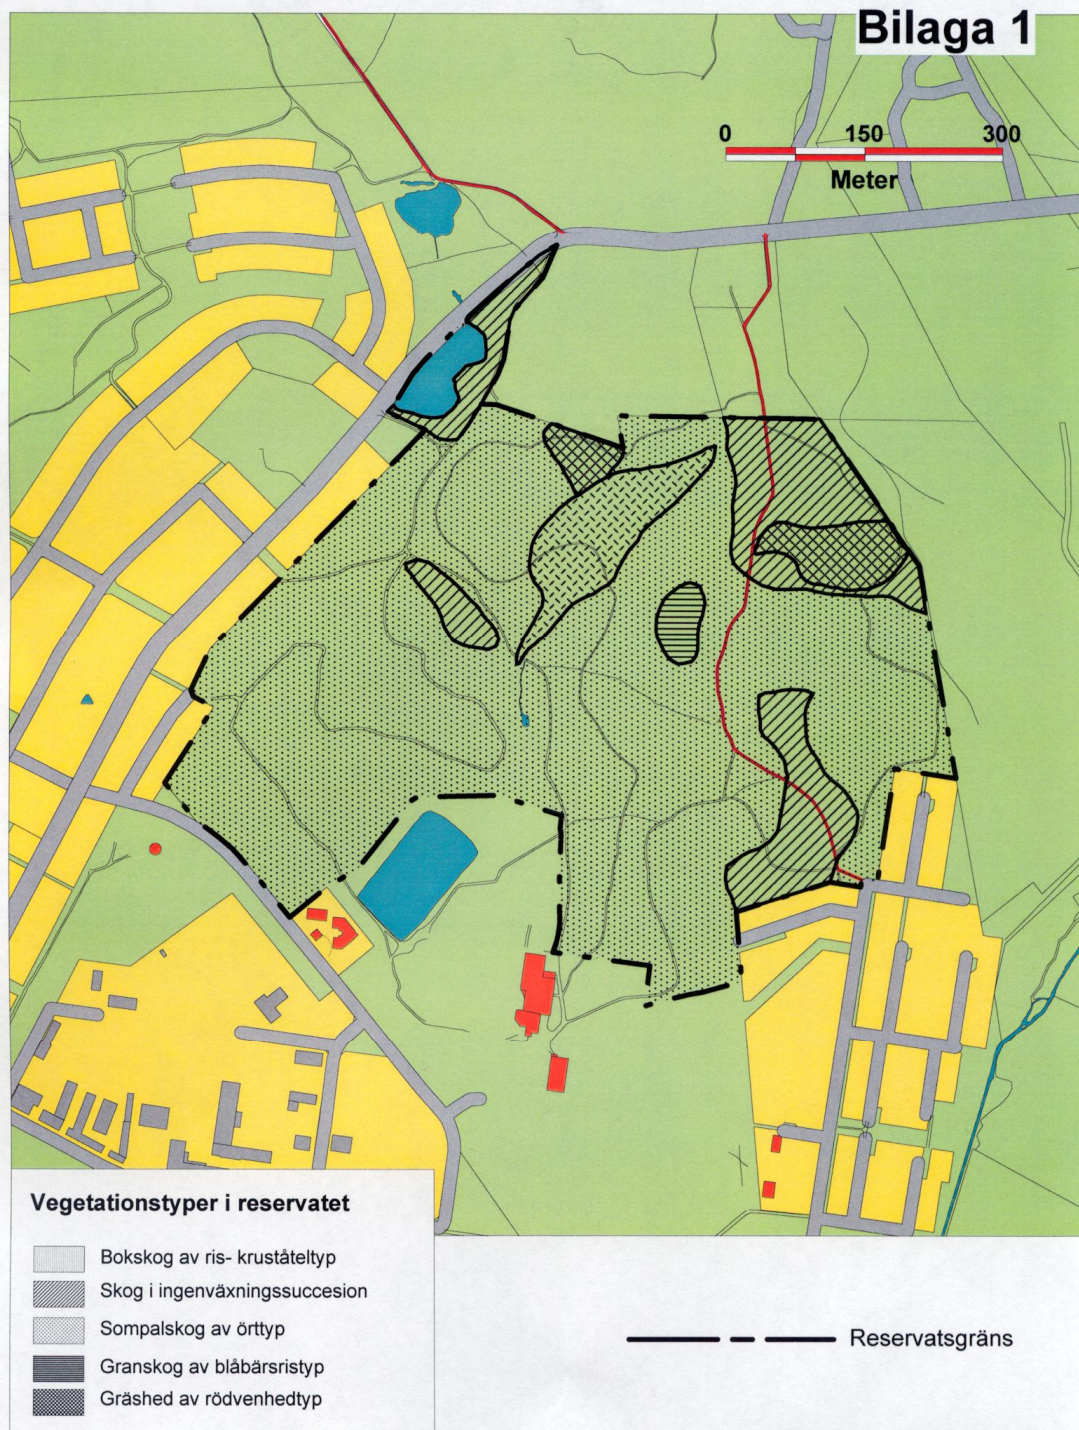 Bilaga 1
0 150 300
Meter
Vegetationstyper i reservatet
Bokskog av ris- kruståteltyp
Skog i ingenväxningssuccesion
Sompalskog av örttyp
Granskog av blåbärsristyp
Gräshed av rödvenhedtyp
Reservatsgräns